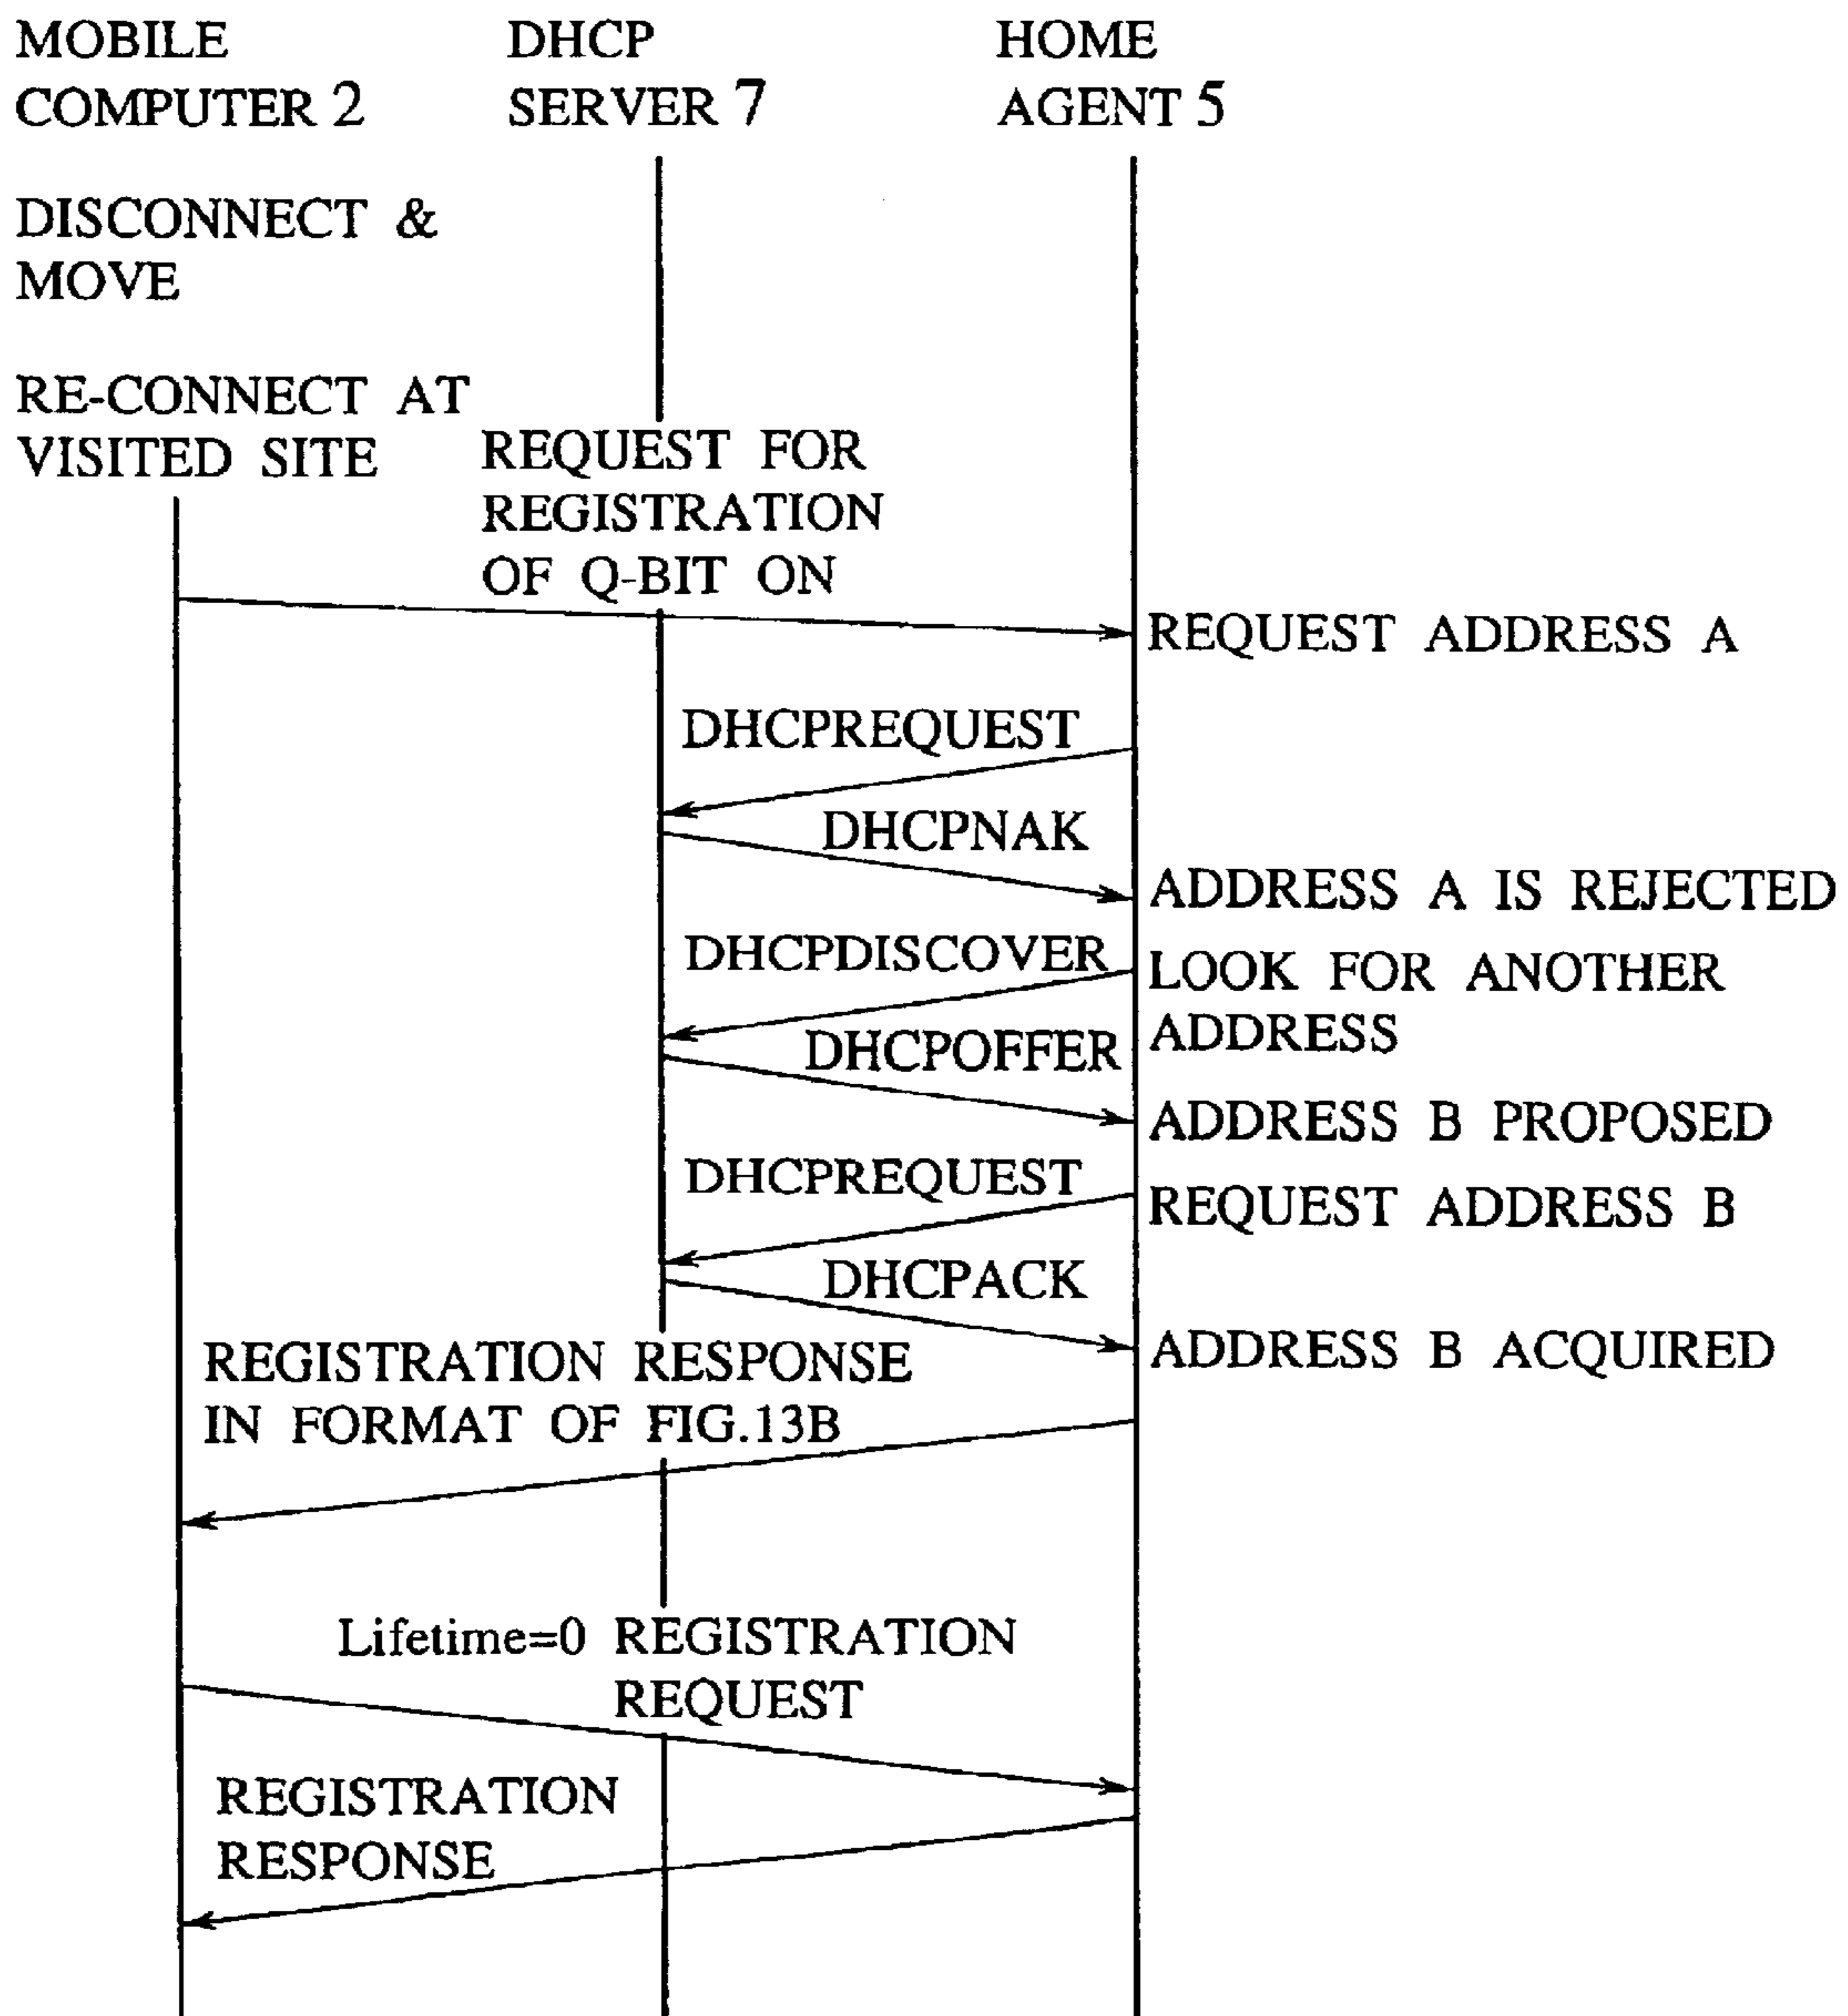 MOBILE
COMPUTER 2
DHCP
SERVER 7
HOME
AGENT 5
DISCONNECT &
MOVE
RE-CONNECT AT
VISITED SITE
REQUEST FOR
REGISTRATION
OF Q-BIT ON
REQUEST ADDRESS A
DHCPREQUEST
DHCPNAK
ADDRESS A IS REJECTED
DHCPDISCOVER
LOOK FOR ANOTHER
ADDRESS
DHCPOFFER
ADDRESS B PROPOSED
DHCPREQUEST
REQUEST ADDRESS B
DHCPACK
ADDRESS B ACQUIRED
REGISTRATION RESPONSE
IN FORMAT OF FIG.13B
Lifetime=0 REGISTRATION
REQUEST
REGISTRATION
RESPONSE